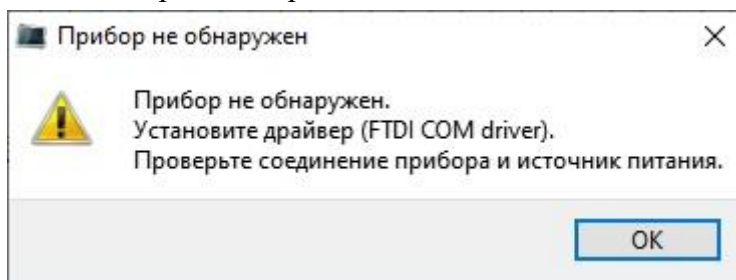 Прибор не обнаружен
Прибор не обнаружен.
Установите драйвер (FTDI COM driver).
Проверьте соединение прибора и источник питания.
OK